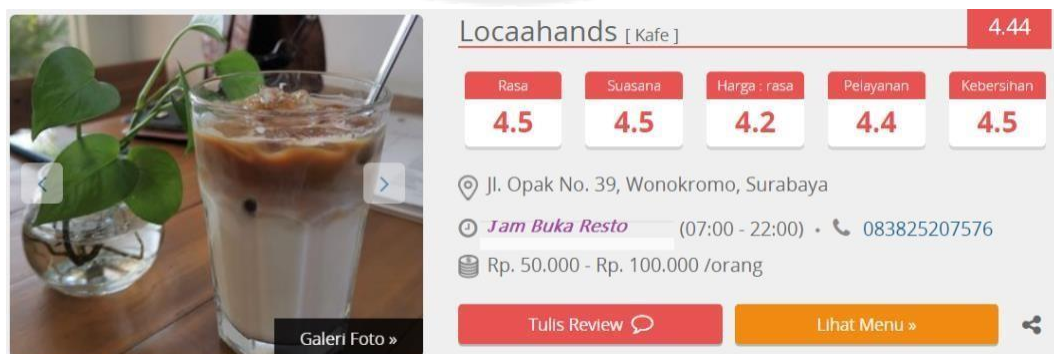 Locaahands [ Kafe ] 4.44
Rasa Suasana Harga : rasa Pelayanan Kebersihan
4.5 4.5 4.2 4.4 4.5
Jl. Opak No. 39, Wonokromo, Surabaya
Jam Buka Resto (07:00 - 22:00) • 083825207576
Rp. 50.000 - Rp. 100.000 /orang
Galeri Foto » Tulis Review Lihat Menu »